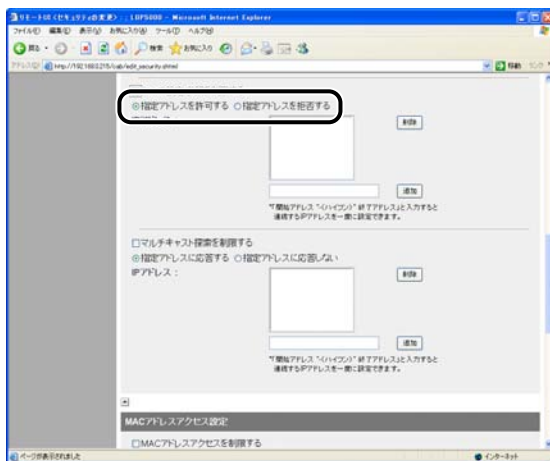 リモートUI <セキュリティの変更> : : LBP5000 - Microsoft Internet Explorer
ファイル(F) 編集(E) 表示(V) お気に入り(A) ツール(T) ヘルプ(H)
戻る 検索 お気に入り
アドレス(D) 移動 リンク
指定アドレスを許可する 指定アドレスを拒否する
削除
追加
*「開始アドレス "-(ハイフン)" 終了アドレス」と入力すると
連続するIPアドレスを一度に設定できます。
マルチキャスト探索を制限する
指定アドレスに応答する 指定アドレスに応答しない
IPアドレス :
削除
追加
*「開始アドレス "-(ハイフン)" 終了アドレス」と入力すると
連続するIPアドレスを一度に設定できます。
MACアドレスアクセス設定
MACアドレスアクセスを制限する
ページが表示されました
インターネット